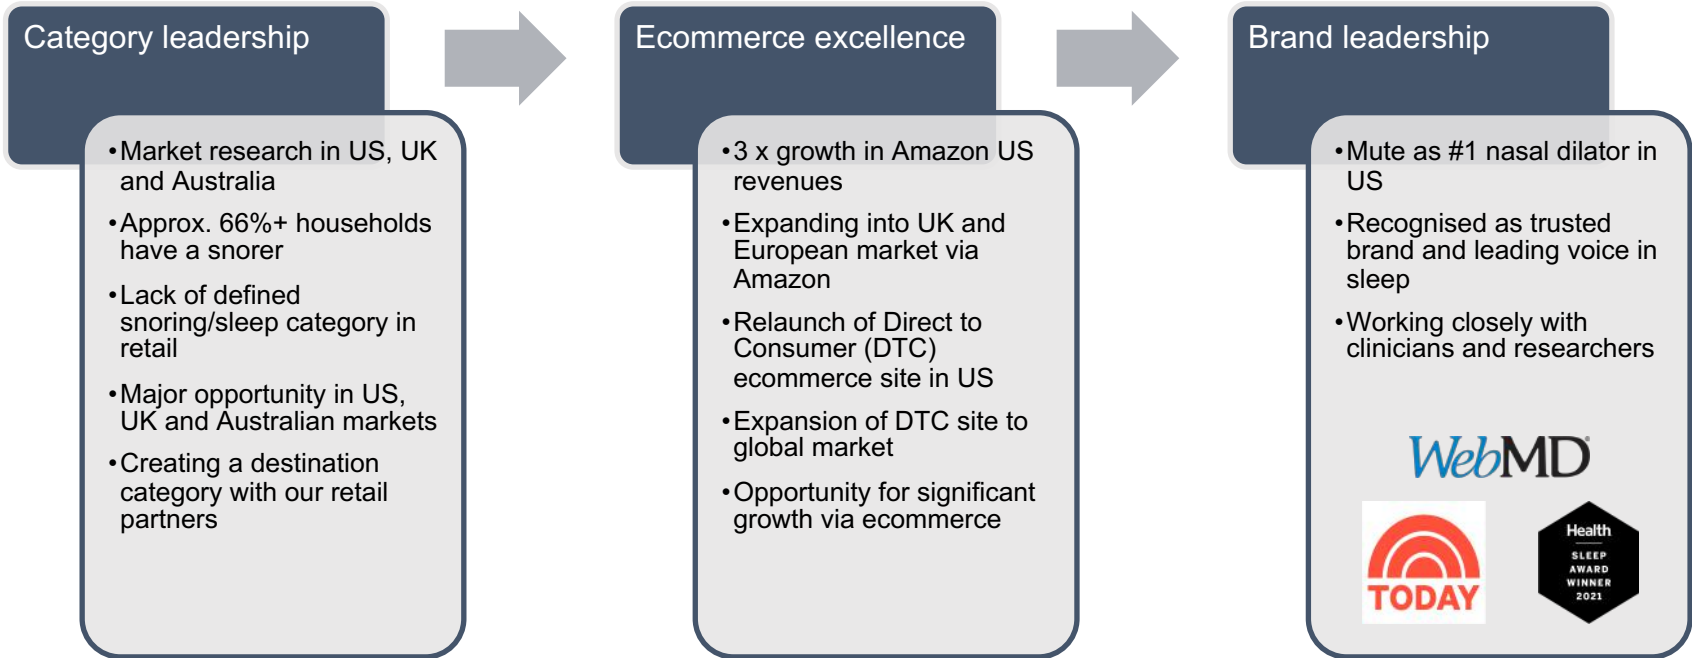 Category leadership
•Market research in US, UK
and Australia
•Approx. 66%+ households
have a snorer
•Lack of defined
snoring/sleep category in
retail
•Major opportunity in US,
UK and Australian markets
•Creating a destination
category with our retail
partners
Ecommerce excellence
•3 x growth in Amazon US
revenues
•Expanding into UK and
European market via
Amazon
•Relaunch of Direct to
Consumer (DTC)
ecommerce site in US
•Expansion of DTC site to
global market
•Opportunity for significant
growth via ecommerce
Brand leadership
•Mute as #1 nasal dilator in
US
•Recognised as trusted
brand and leading voice in
sleep
•Working closely with
clinicians and researchers
WebMD®
TODAY
Health
SLEEP
AWARD
WINNER
2021